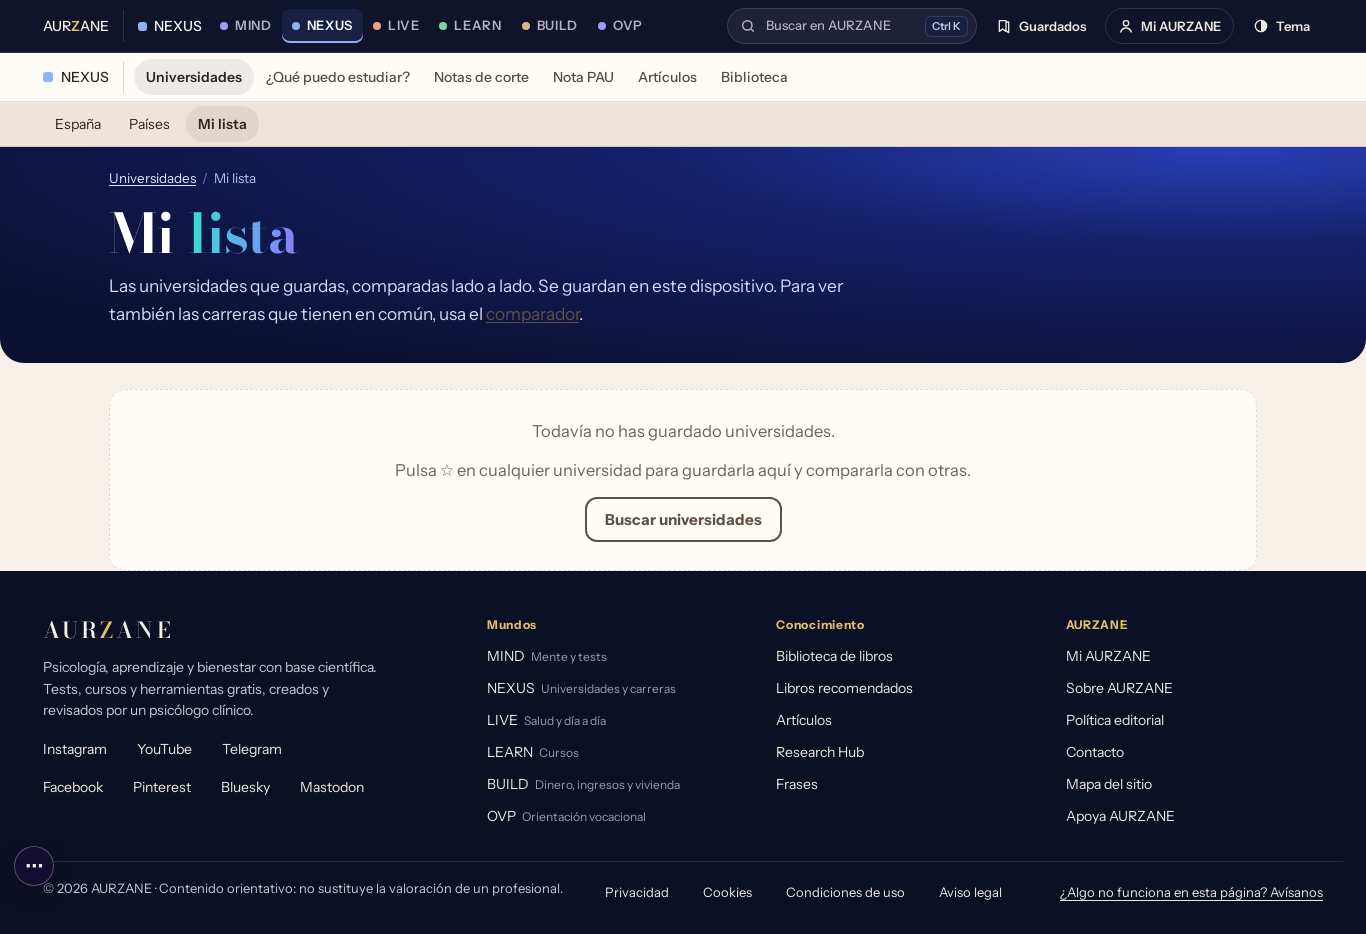 AURZANE NEXUS MIND NEXUS LIVE LEARN BUILD OVP Buscar en AURZANE Ctrl K Guardados Mi AURZANE Tema
NEXUS Universidades ¿Qué puedo estudiar? Notas de corte Nota PAU Artículos Biblioteca
España Países Mi lista
Universidades / Mi lista
Mi lista
Las universidades que guardas, comparadas lado a lado. Se guardan en este dispositivo. Para ver
también las carreras que tienen en común, usa el comparador.
Todavía no has guardado universidades.
Pulsa ☆ en cualquier universidad para guardarla aquí y compararla con otras.
Buscar universidades
AURZANE
Psicología, aprendizaje y bienestar con base científica.
Tests, cursos y herramientas gratis, creados y
revisados por un psicólogo clínico.
Instagram YouTube Telegram
Facebook Pinterest Bluesky Mastodon
Mundos
MIND Mente y tests
NEXUS Universidades y carreras
LIVE Salud y día a día
LEARN Cursos
BUILD Dinero, ingresos y vivienda
OVP Orientación vocacional
Conocimiento
Biblioteca de libros
Libros recomendados
Artículos
Research Hub
Frases
AURZANE
Mi AURZANE
Sobre AURZANE
Política editorial
Contacto
Mapa del sitio
Apoya AURZANE
© 2026 AURZANE · Contenido orientativo: no sustituye la valoración de un profesional. Privacidad Cookies Condiciones de uso Aviso legal ¿Algo no funciona en esta página? Avísanos